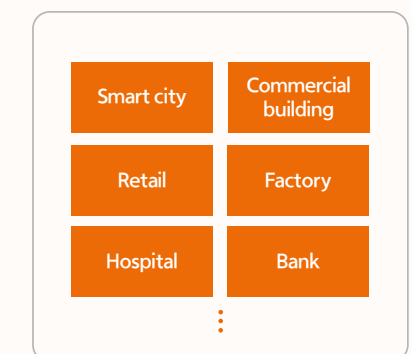 Smart city
Commercial
building
Retail
Factory
Hospital
Bank